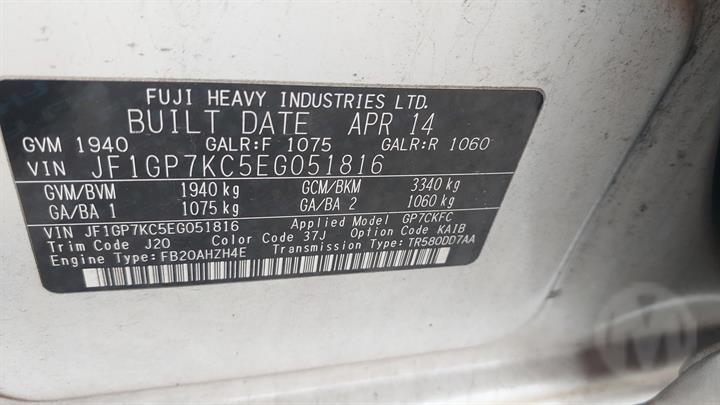 FUJI HEAVY INDUSTRIES LTD.
BUILT DATE APR 14
GVM 1940 GALR:F 1075 GALR:R 1060
VIN JF1GP7KC5EG051816
GVM/BVM 1940 kg GCM/BKM 3340 kg
GA/BA 1 1075 kg GA/BA 2 1060 kg
VIN JF1GP7KC5EG051816 Applied Model GP7CKFC
Trim Code J20 Color Code 37J Option Code KAIB
Engine Type:FB20AHZH4E Transmission Type:TR580DD7AA
M